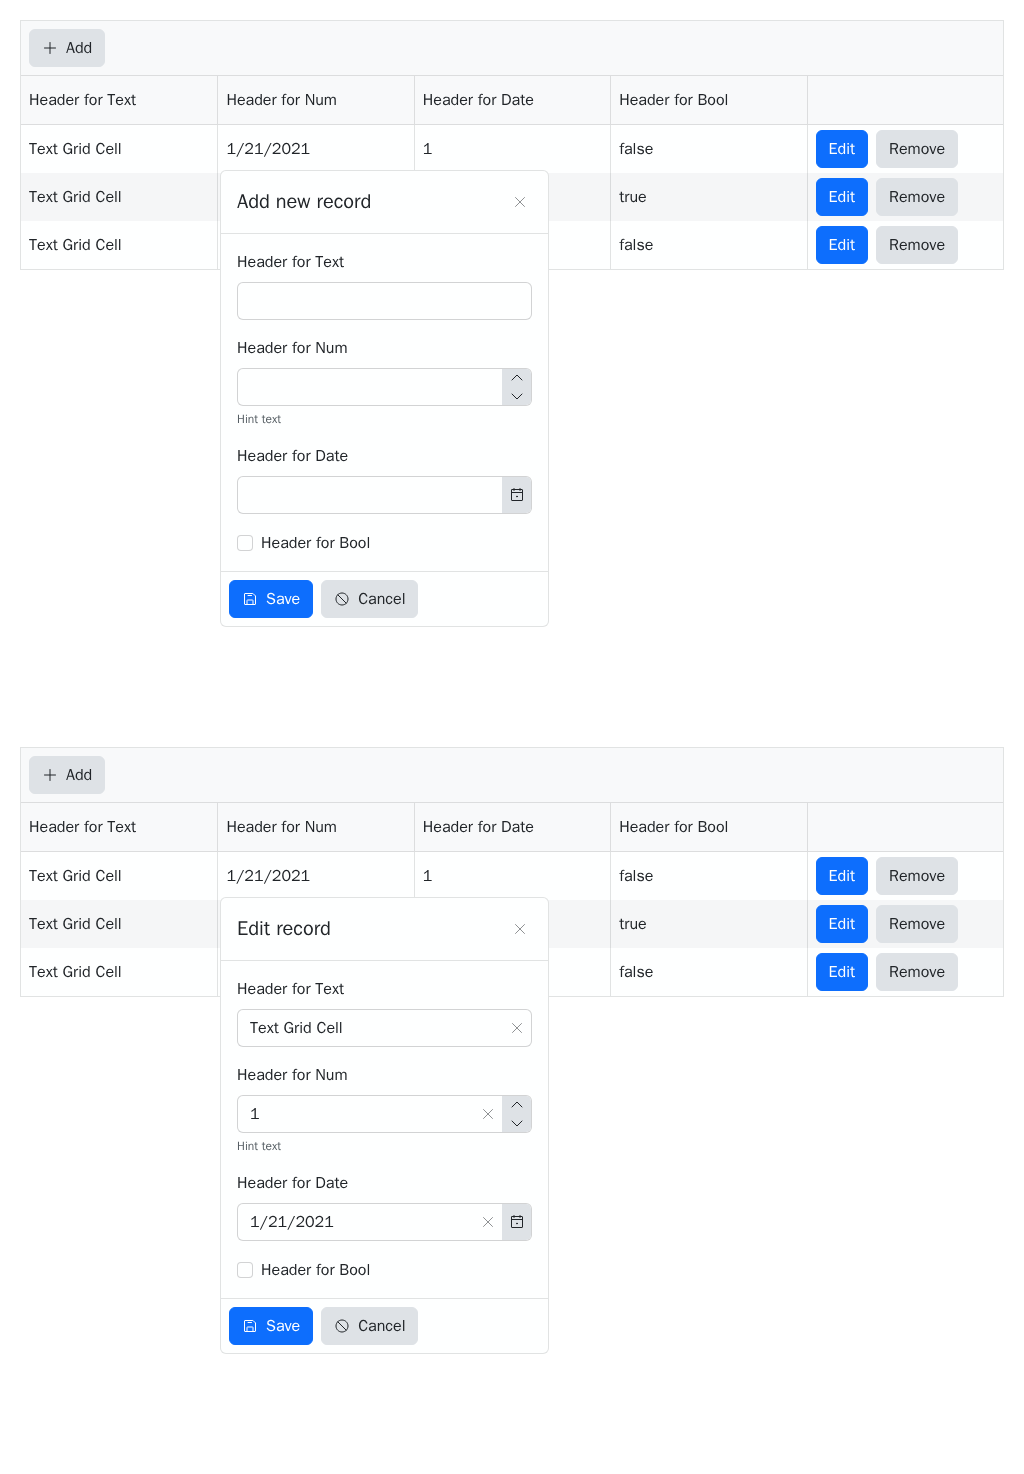 Add
Header for Text Header for Num Header for Date Header for Bool
Text Grid Cell 1/21/2021 1 false Edit Remove
Text Grid Cell true Edit Remove
Text Grid Cell false Edit Remove
Add new record
Header for Text
Header for Num
Hint text
Header for Date
Header for Bool
Save Cancel
Add
Header for Text Header for Num Header for Date Header for Bool
Text Grid Cell 1/21/2021 1 false Edit Remove
Text Grid Cell true Edit Remove
Text Grid Cell false Edit Remove
Edit record
Header for Text
Text Grid Cell
Header for Num
1
Hint text
Header for Date
1/21/2021
Header for Bool
Save Cancel